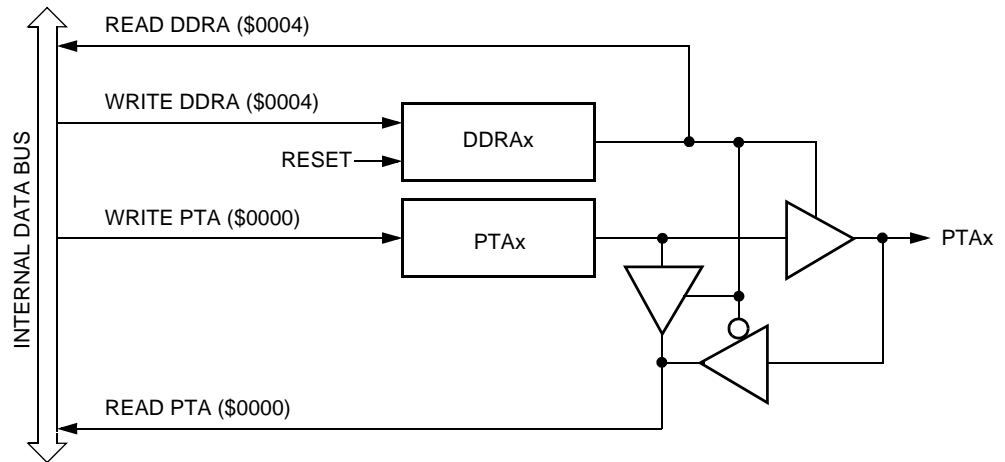 READ DDRA ($0004)
WRITE DDRA ($0004)
DDRAx
RESET
WRITE PTA ($0000)
PTAx
PTAx
INTERNAL DATA BUS
READ PTA ($0000)